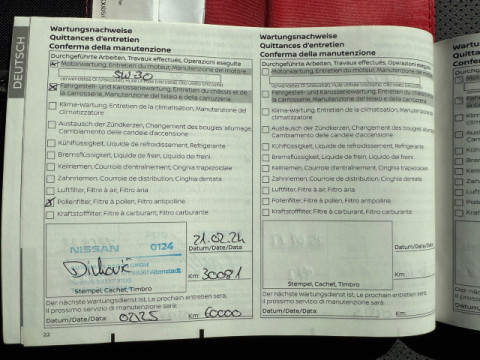 DEUTSCH
Wartungsnachweise
Quittances d'entretien
Conferma della manutenzione
Durchgeführte Arbeiten, Travaux effectués, Operazioni eseguite
Motorwartung, Entretien du moteur, Manutenzione del motore
5W-30
Fahrgestell- und Karosseriewartung, Entretien du châssis et de
la carrosserie, Manutenzione del telaio e della carrozzeria
Klima-Wartung, Entretien de la climatisation, Manutenzione del
climatizzatore
Austausch der Zündkerzen, Changement des bougies allumage,
Cambiamento delle candele d'accensione
Kühlflüssigkeit, Liquide de refroidissement, Refrigerante
Bremsflüssigkeit, Liquide de frein, Liquido dei freni
Keilriemen, Courroie d'entraînement, Cinghia trapezoidale
Zahnriemen, Courroie de distribution, Cinghia dentata
Luftfilter, Filtre à air, Filtro aria
Pollenfilter, Filtre à pollen, Filtro antipolline
Kraftstofffilter, Filtre à carburant, Filtro carburante
NISSAN 0124
21.02.24
Datum/Date/Data:
Km: 30081
Stempel, Cachet, Timbro
Der nächste Wartungsdienst ist, Le prochain entretien sera,
Il prossimo servizio di manutenzione sarà
Datum/Date/Data: 02/25 Km: 60000
22
Wartungsnachweise
Quittances d'entretien
Conferma della manutenzione
Durchgeführte Arbeiten, Travaux effectués, Operazioni eseguite
Motorwartung, Entretien du moteur, Manutenzione del motore
Fahrgestell- und Karosseriewartung, Entretien du châssis et de
la carrosserie, Manutenzione del telaio e della carrozzeria
Klima-Wartung, Entretien de la climatisation, Manutenzione del
climatizzatore
Austausch der Zündkerzen, Changement des bougies allumage,
Cambiamento delle candele d'accensione
Kühlflüssigkeit, Liquide de refroidissement, Refrigerante
Bremsflüssigkeit, Liquide de frein, Liquido dei freni
Keilriemen, Courroie d'entraînement, Cinghia trapezoidale
Zahnriemen, Courroie de distribution, Cinghia dentata
Luftfilter, Filtre à air, Filtro aria
Pollenfilter, Filtre à pollen, Filtro antipolline
Kraftstofffilter, Filtre à carburant, Filtro carburante
Datum/Date/Data:
Km:
Stempel, Cachet, Timbro
Der nächste Wartungsdienst ist, Le prochain entretien sera,
Il prossimo servizio di manutenzione sarà
Datum/Date/Data: Km: